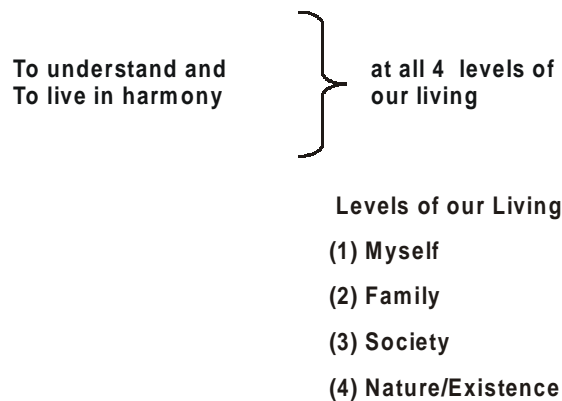 To understand and
To live in harmony
at all 4 levels of
our living
Levels of our Living
(1) Myself
(2) Family
(3) Society
(4) Nature/Existence